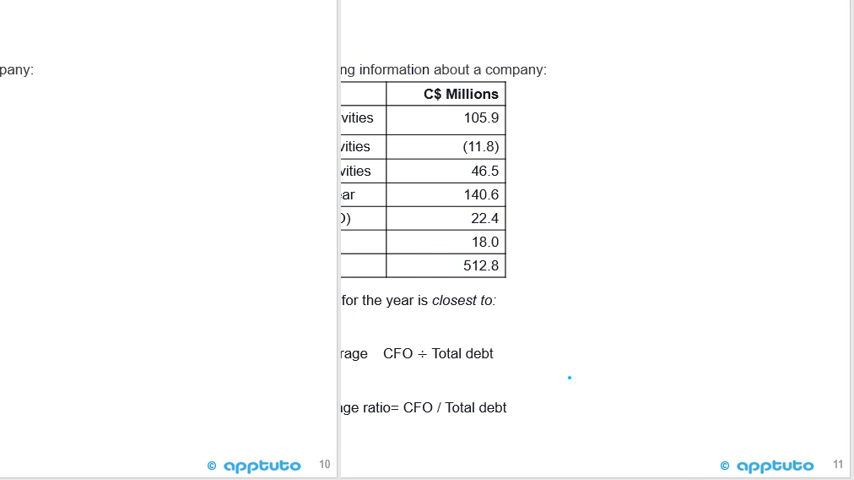 pany:
© apptuto 10
ng information about a company:
C$ Millions
vities 105.9
vities (11.8)
vities 46.5
ar 140.6
O) 22.4
18.0
512.8
for the year is closest to:
rage CFO ÷ Total debt
age ratio= CFO / Total debt
© apptuto 11